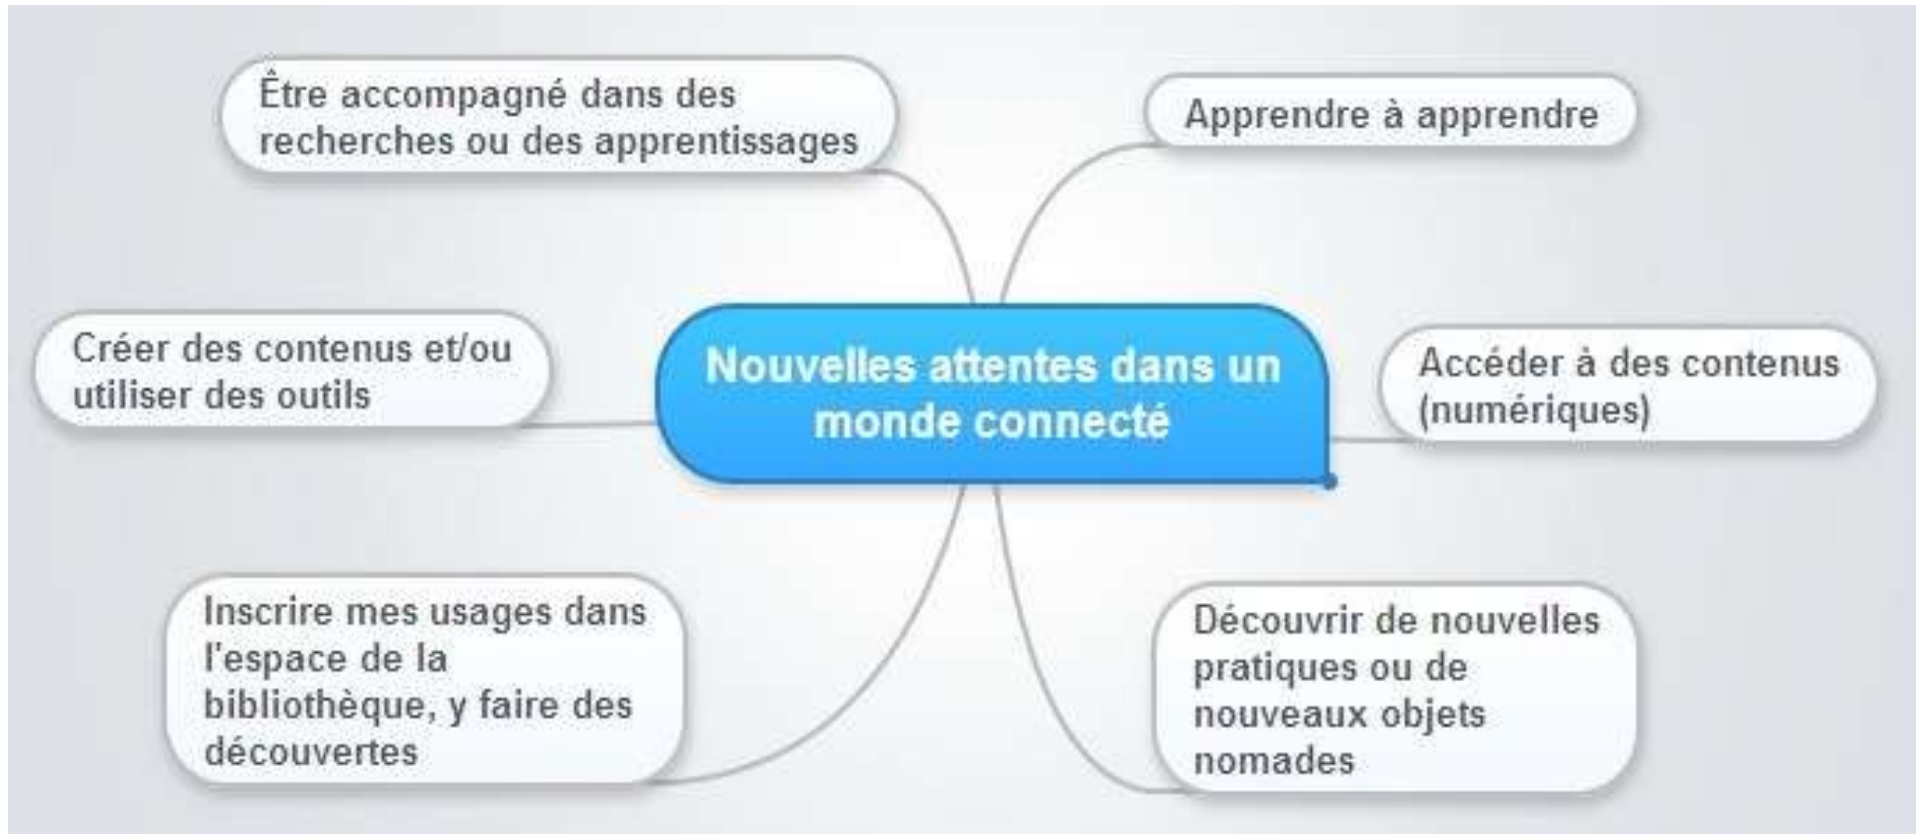 Être accompagné dans des
recherches ou des apprentissages
Apprendre à apprendre
Créer des contenus et/ou
utiliser des outils
Nouvelles attentes dans un
monde connecté
Accéder à des contenus
(numériques)
Inscrire mes usages dans
l'espace de la
bibliothèque, y faire des
découvertes
Découvrir de nouvelles
pratiques ou de
nouveaux objets
nomades